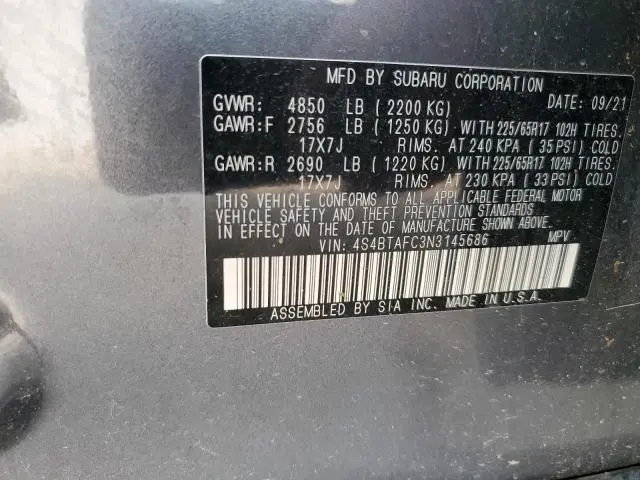 MFD BY SUBARU CORPORATION DATE: 09/21
GVWR: 4850 LB (2200 KG)
GAWR:F 2756 LB (1250 KG) WITH 225/65R17 102H TIRES.
17X7J RIMS. AT 240 KPA (35 PSI) COLD
GAWR:R 2690 LB (1220 KG) WITH 225/65R17 102H TIRES.
17X7J RIMS. AT 230 KPA (33 PSI) COLD
THIS VEHICLE CONFORMS TO ALL APPLICABLE FEDERAL MOTOR
VEHICLE SAFETY AND THEFT PREVENTION STANDARDS
IN EFFECT ON THE DATE OF MANUFACTURE SHOWN ABOVE.
VIN: 4S4BTAFC3N3145686 MPV
ASSEMBLED BY SIA INC. MADE IN U.S.A.